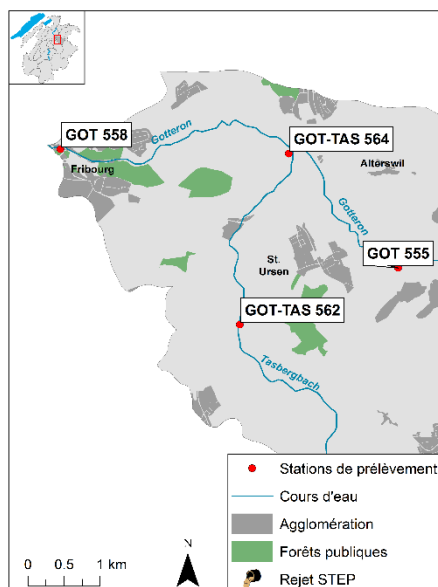 GOT 558
Gotteron
GOT-TAS 564
Fribourg
Alterswil
Gotteron
GOT 555
St.
Ursen
GOT-TAS 562
Tasbergbach
Stations de prélèvement
Cours d'eau
Agglomération
Forêts publiques
Rejet STEP
N
0 0.5 1 km